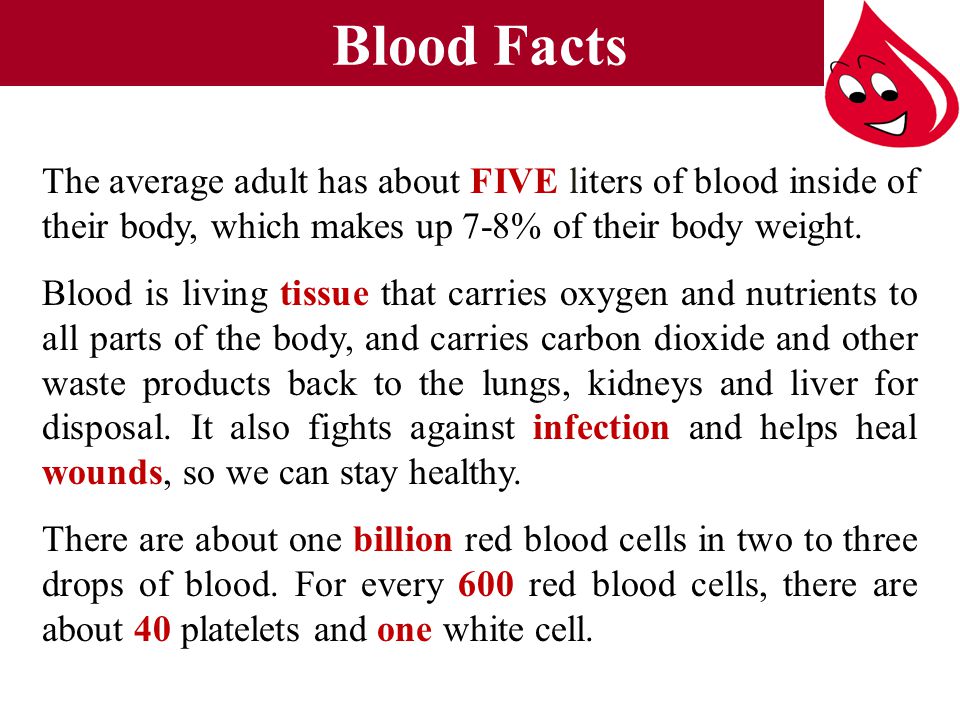 Blood Facts
The average adult has about FIVE liters of blood inside of
their body, which makes up 7-8% of their body weight.
Blood is living tissue that carries oxygen and nutrients to
all parts of the body, and carries carbon dioxide and other
waste products back to the lungs, kidneys and liver for
disposal. It also fights against infection and helps heal
wounds, so we can stay healthy.
There are about one billion red blood cells in two to three
drops of blood. For every 600 red blood cells, there are
about 40 platelets and one white cell.